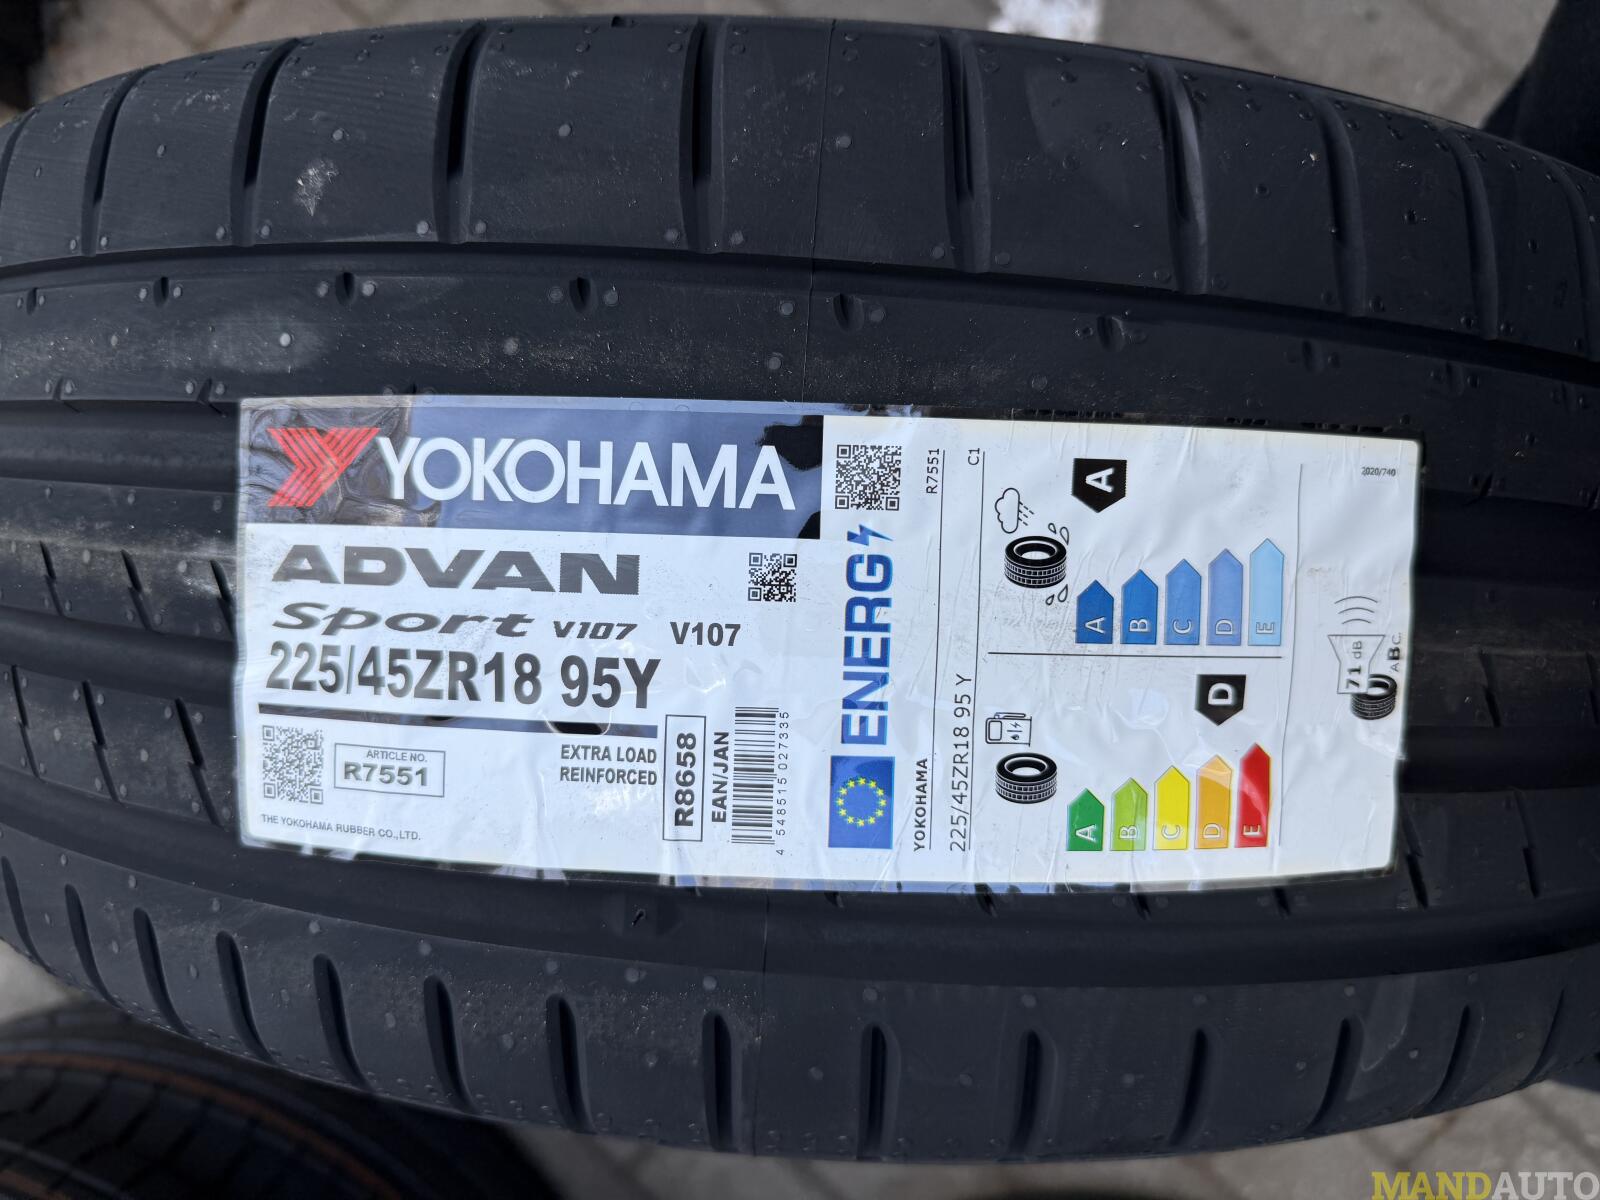 YOKOHAMA
ADVAN
Sport V107 V107
225/45ZR18 95Y
ARTICLE NO.
R7551
EXTRA LOAD
REINFORCED
R8658
EAN/JAN
4 548515 027335
THE YOKOHAMA RUBBER CO.,LTD.
ENERG
R7551
YOKOHAMA
C1
225/45ZR18 95 Y
A
A
B
C
D
E
D
A
B
C
D
E
71 dB
ABC
2020/740
MANDAUTO